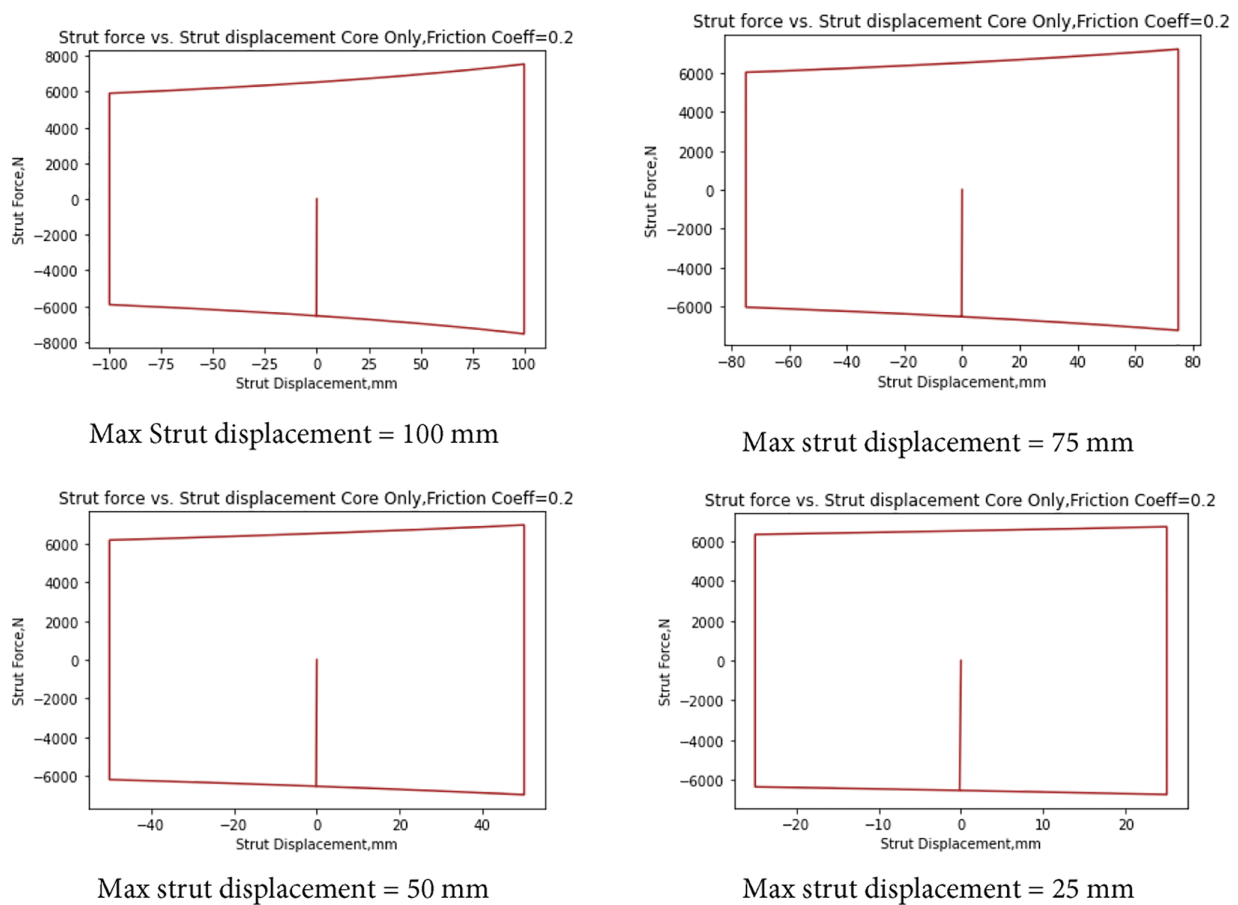 Strut force vs. Strut displacement Core Only,Friction Coeff=0.2
8000
6000
4000
2000
0
−2000
−4000
−6000
−8000
Strut Force,N
−100 −75 −50 −25 0 25 50 75 100
Strut Displacement,mm
Max Strut displacement = 100 mm
Strut force vs. Strut displacement Core Only,Friction Coeff=0.2
6000
4000
2000
0
−2000
−4000
−6000
Strut Force,N
−80 −60 −40 −20 0 20 40 60 80
Strut Displacement,mm
Max strut displacement = 75 mm
Strut force vs. Strut displacement Core Only,Friction Coeff=0.2
6000
4000
2000
0
−2000
−4000
−6000
Strut Force,N
−40 −20 0 20 40
Strut Displacement,mm
Max strut displacement = 50 mm
Strut force vs. Strut displacement Core Only,Friction Coeff=0.2
6000
4000
2000
0
−2000
−4000
−6000
Strut Force,N
−20 −10 0 10 20
Strut Displacement,mm
Max strut displacement = 25 mm